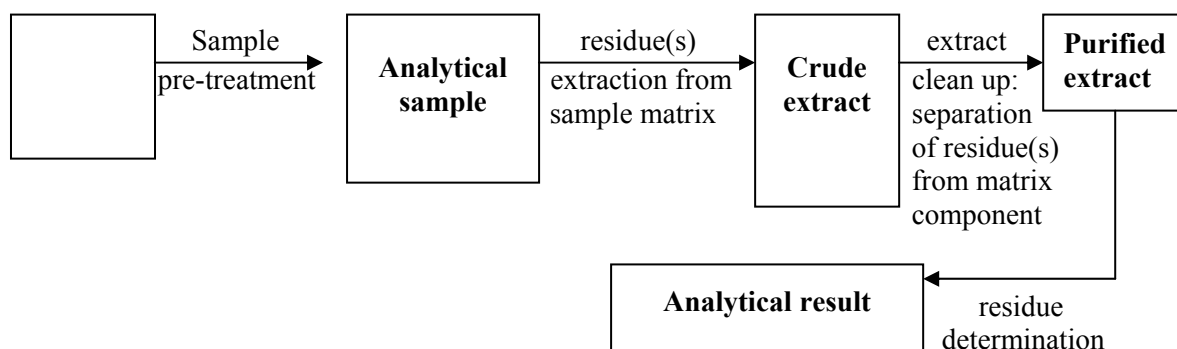 Sample
pre-treatment
Analytical
sample
residue(s)
extraction from
sample matrix
Crude
extract
extract
clean up:
separation
of residue(s)
from matrix
component
Purified
extract
residue
determination
Analytical result